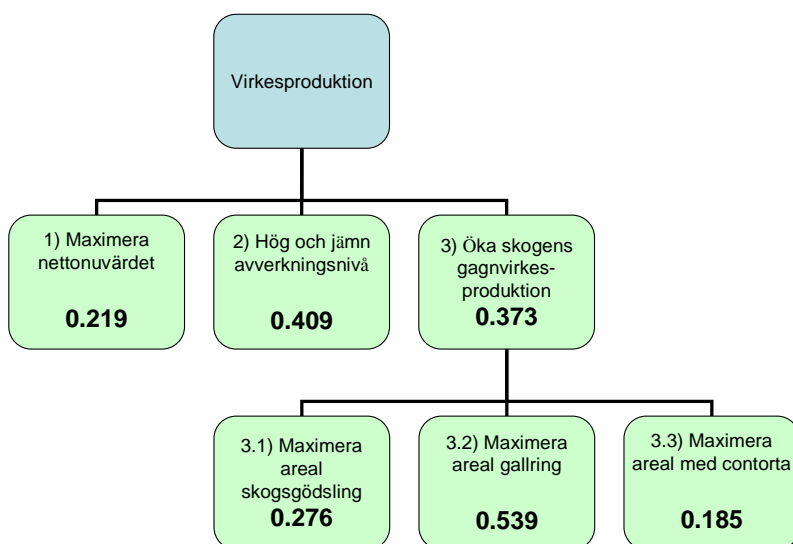 Virkesproduktion
1) Maximera
nettonuvärdet
0.219
2) Hög och jämn
avverkningsnivå
0.409
3) Öka skogens
gagnvirkes-
produktion
0.373
3.1) Maximera
areal
skogsgödsling
0.276
3.2) Maximera
areal gallring
0.539
3.3) Maximera
areal med contorta
0.185